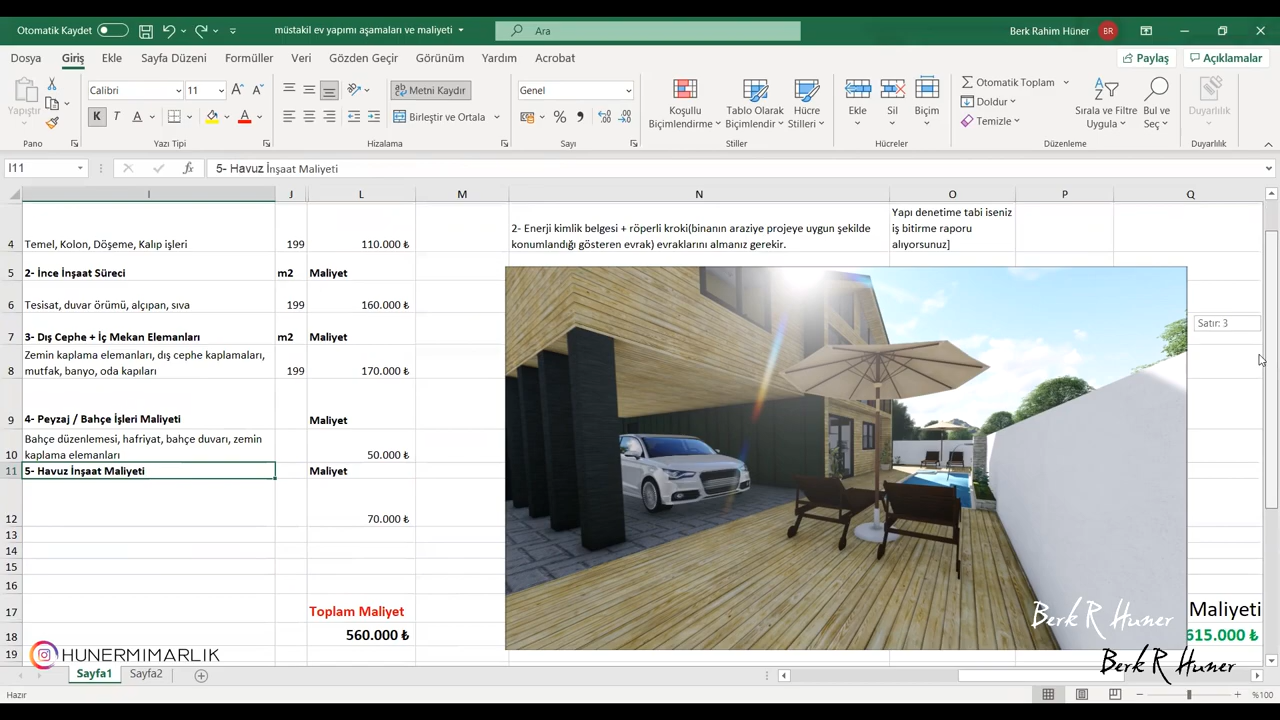 Otomatik Kaydet
müstakil ev yapımı aşamaları ve maliyeti
Ara
Berk Rahim Hüner
BR
Dosya
Giriş
Ekle
Sayfa Düzeni
Formüller
Veri
Gözden Geçir
Görünüm
Yardım
Acrobat
Paylaş
Açıklamalar
Yapıştır
Calibri
11
K T A
A
Metni Kaydır
Birleştir ve Ortala
Genel
Koşullu
Biçimlendirme
Tablo Olarak
Biçimlendir
Hücre
Stilleri
Ekle
Sil
Biçim
Otomatik Toplam
Doldur
Temizle
Sırala ve Filtre
Uygula
Bul ve
Seç
Duyarlılık
Pano
Yazı Tipi
Hizalama
Sayı
Stiller
Hücreler
Düzenleme
Duyarlılık
I11
fx
5- Havuz İnşaat Maliyeti
I J L M N O P Q
4 Temel, Kolon, Döşeme, Kalıp işleri 199 110.000 ₺
2- Enerji kimlik belgesi + röperli kroki(binanın araziye projeye uygun şekilde
konumlandığı gösteren evrak) evraklarını almanız gerekir.
Yapı denetime tabi iseniz
iş bitirme raporu
alıyorsunuz]
5 2- İnce İnşaat Süreci m2 Maliyet
6 Tesisat, duvar örümü, alçıpan, sıva 199 160.000 ₺
7 3- Dış Cephe + İç Mekan Elemanları m2 Maliyet
Zemin kaplama elemanları, dış cephe kaplamaları,
8 mutfak, banyo, oda kapıları 199 170.000 ₺
9 4- Peyzaj / Bahçe İşleri Maliyeti Maliyet
Bahçe düzenlemesi, hafriyat, bahçe duvarı, zemin
10 kaplama elemanları 50.000 ₺
11 5- Havuz İnşaat Maliyeti Maliyet
12 70.000 ₺
13
14
15
16
17 Toplam Maliyet
18 560.000 ₺
19
Satır: 3
Berk R Huner
Maliyeti
615.000 ₺
Berk R Huner
HUNERMIMARLIK
Sayfa1
Sayfa2
Hazır
%100